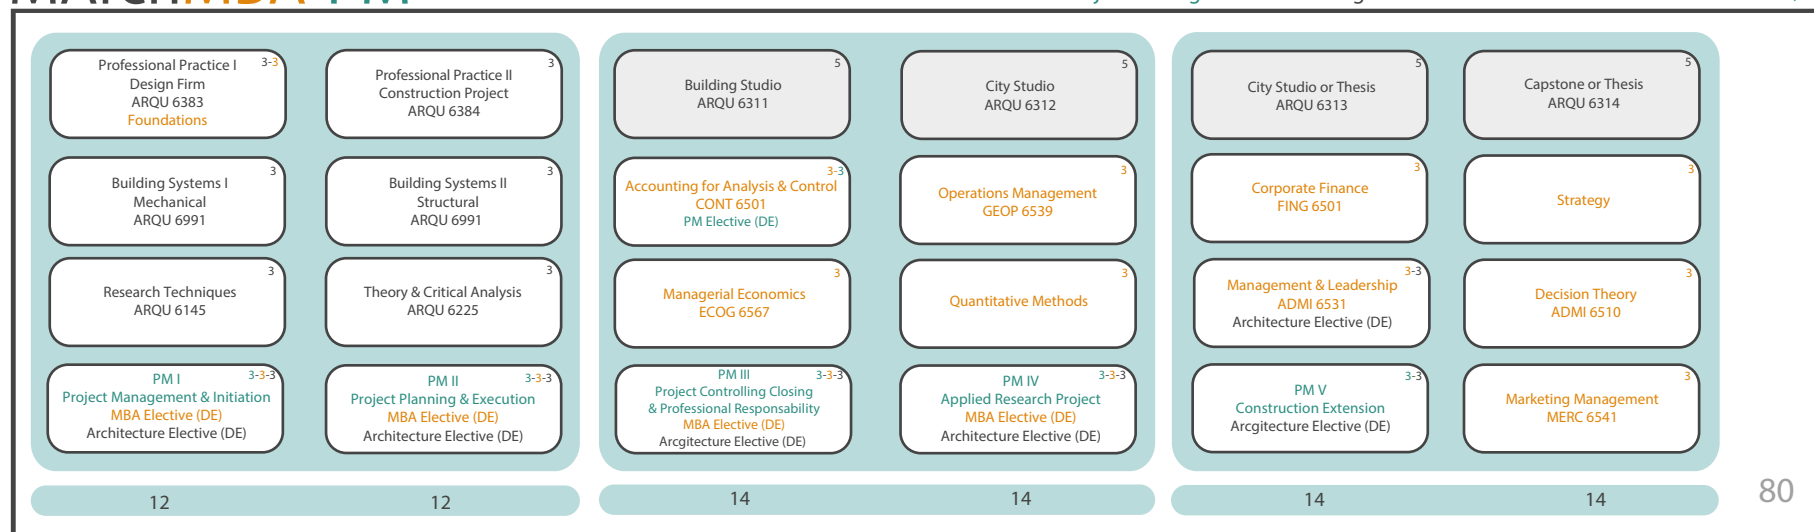 MATCHMBA PM
Professional Practice I 3-3
Design Firm
ARQU 6383
Foundations
Professional Practice II 3
Construction Project
ARQU 6384
Building Studio 5
ARQU 6311
City Studio 5
ARQU 6312
City Studio or Thesis 5
ARQU 6313
Capstone or Thesis 5
ARQU 6314
Building Systems I 3
Mechanical
ARQU 6991
Building Systems II 3
Structural
ARQU 6991
Accounting for Analysis & Control 3-3
CONT 6501
PM Elective (DE)
Operations Management 3
GEOP 6539
Corporate Finance 3
FING 6501
Strategy 3
Research Techniques 3
ARQU 6145
Theory & Critical Analysis 3
ARQU 6225
Managerial Economics 3
ECOG 6567
Quantitative Methods 3
Management & Leadership 3-3
ADMI 6531
Architecture Elective (DE)
Decision Theory 3
ADMI 6510
PM I 3-3-3
Project Management & Initiation
MBA Elective (DE)
Architecture Elective (DE)
PM II 3-3-3
Project Planning & Execution
MBA Elective (DE)
Architecture Elective (DE)
PM III 3-3-3
Project Controlling Closing
& Professional Responsability
MBA Elective (DE)
Arcgitecture Elective (DE)
PM IV 3-3-3
Applied Research Project
MBA Elective (DE)
Architecture Elective (DE)
PM V 3-3
Construction Extension
Arcgitecture Elective (DE)
Marketing Management 3
MERC 6541
12 12 14 14 14 14 80